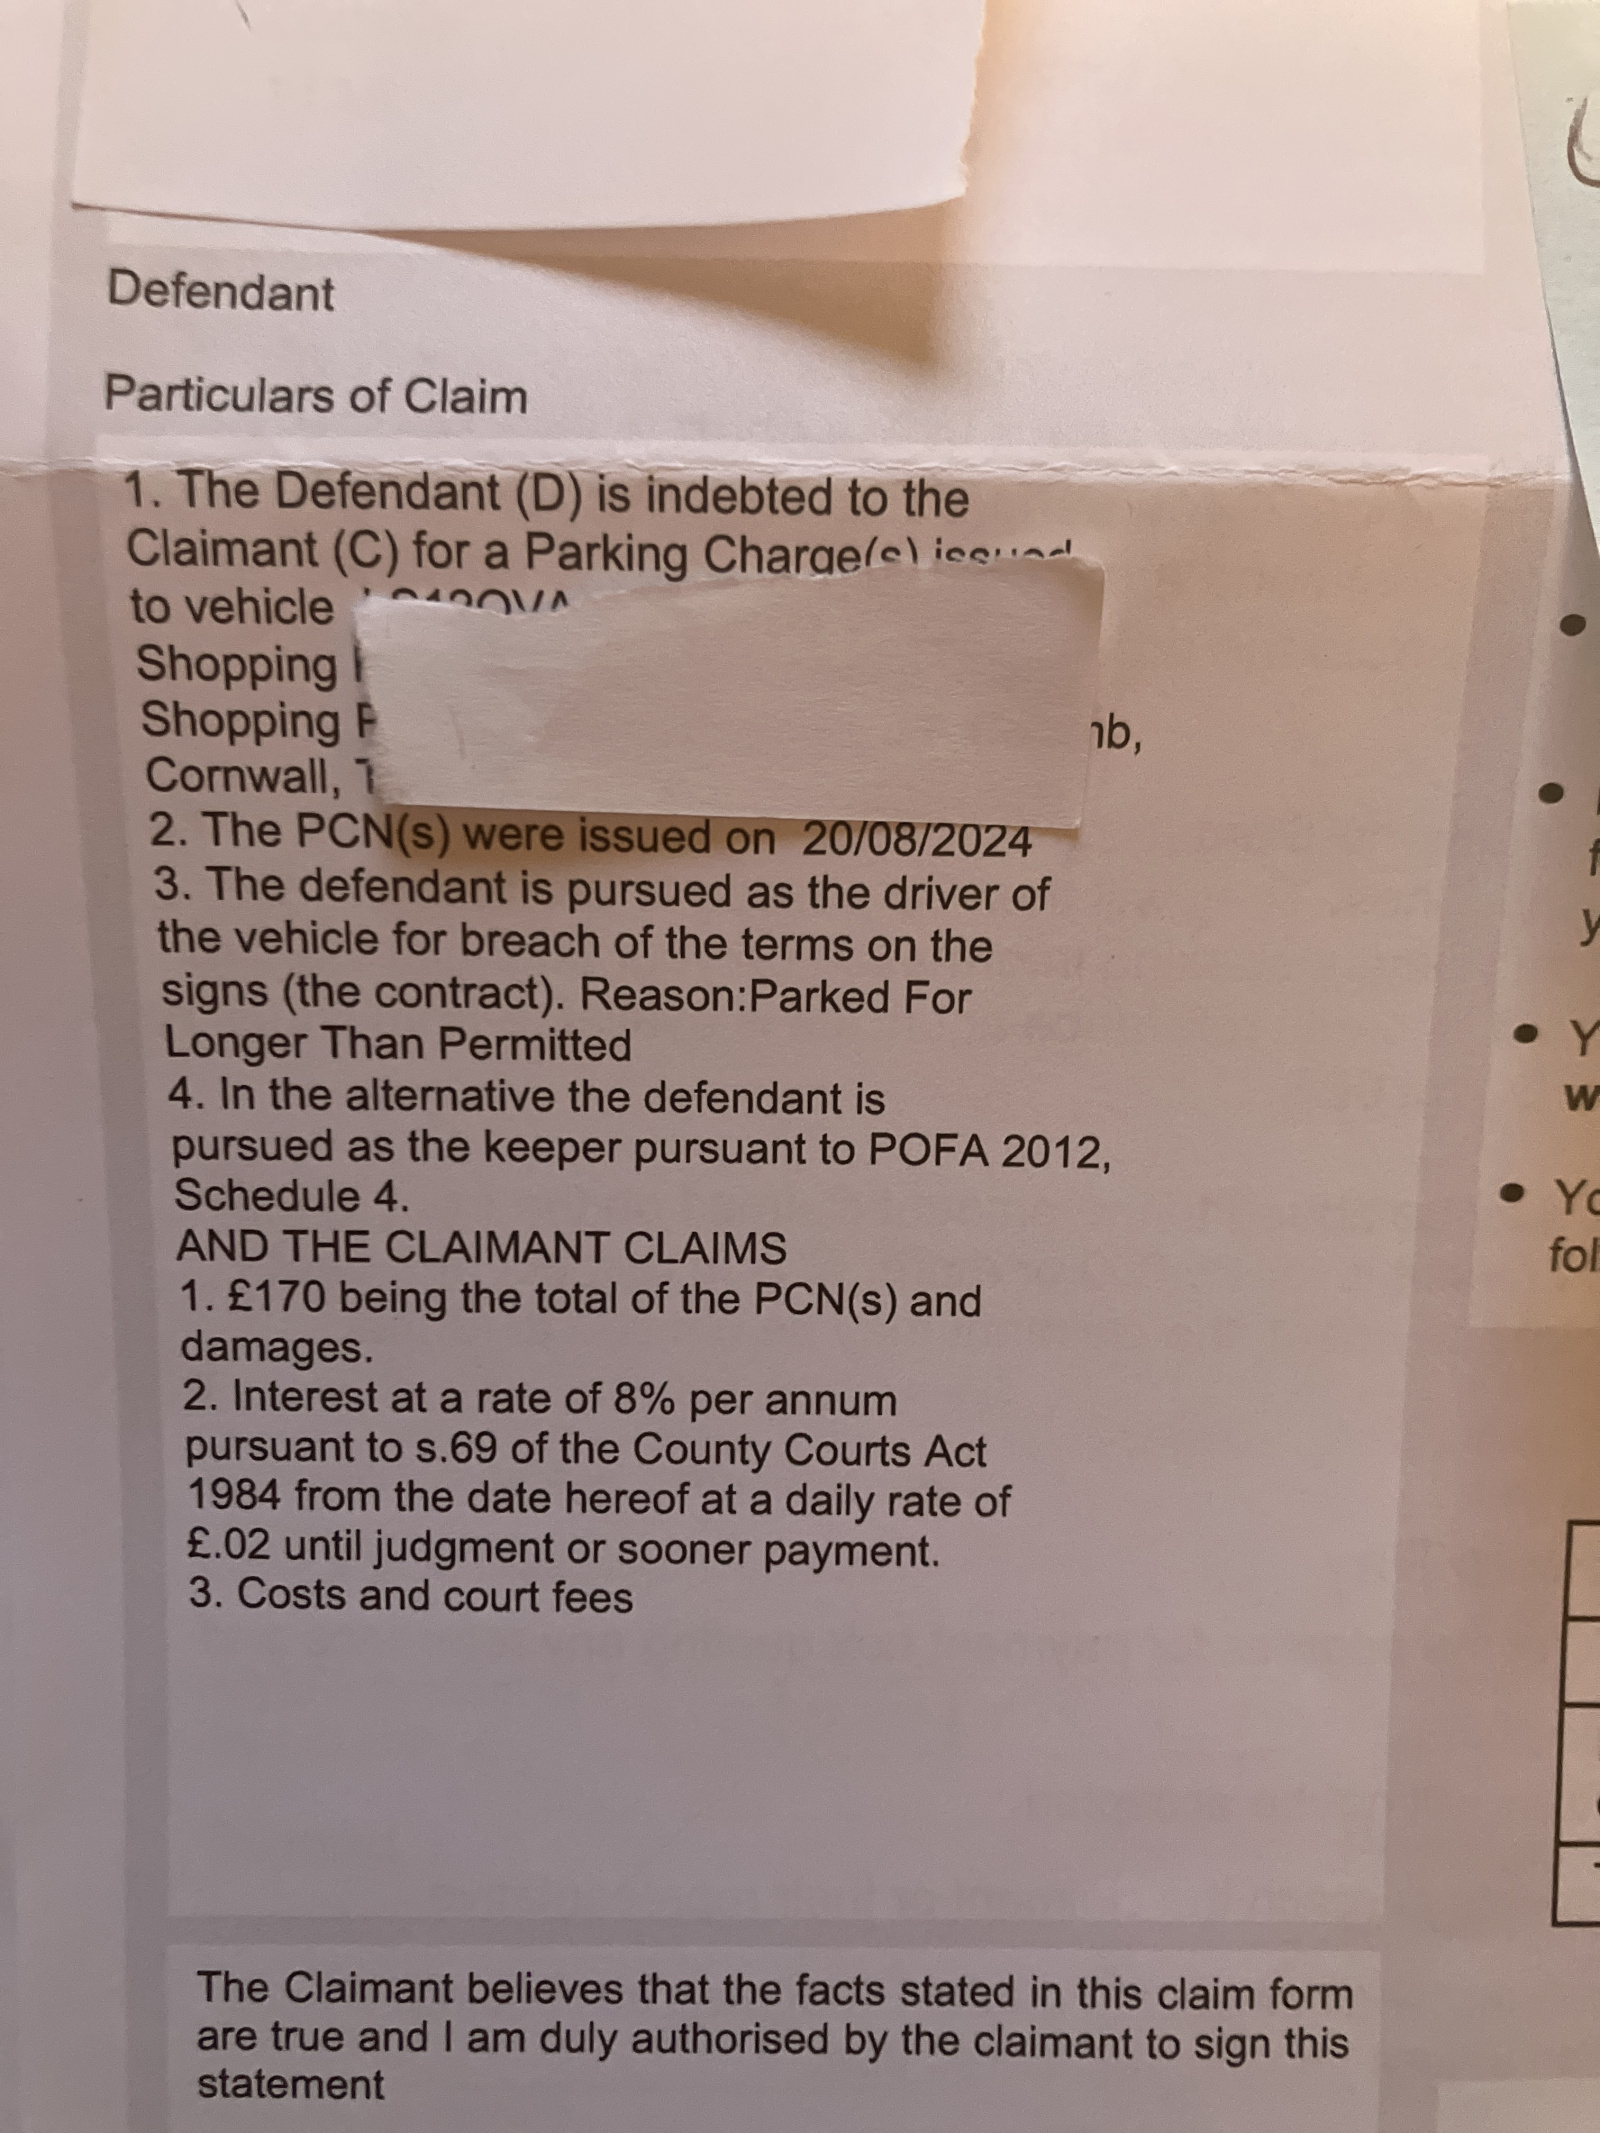 Defendant
Particulars of Claim
1. The Defendant (D) is indebted to the
Claimant (C) for a Parking Charge(s) issued
to vehicle
Shopping
Shopping
Cornwall,
2. The PCN(s) were issued on 20/08/2024
3. The defendant is pursued as the driver of
the vehicle for breach of the terms on the
signs (the contract). Reason:Parked For
Longer Than Permitted
4. In the alternative the defendant is
pursued as the keeper pursuant to POFA 2012,
Schedule 4.
AND THE CLAIMANT CLAIMS
1. £170 being the total of the PCN(s) and
damages.
2. Interest at a rate of 8% per annum
pursuant to s.69 of the County Courts Act
1984 from the date hereof at a daily rate of
£.02 until judgment or sooner payment.
3. Costs and court fees
The Claimant believes that the facts stated in this claim form
are true and I am duly authorised by the claimant to sign this
statement